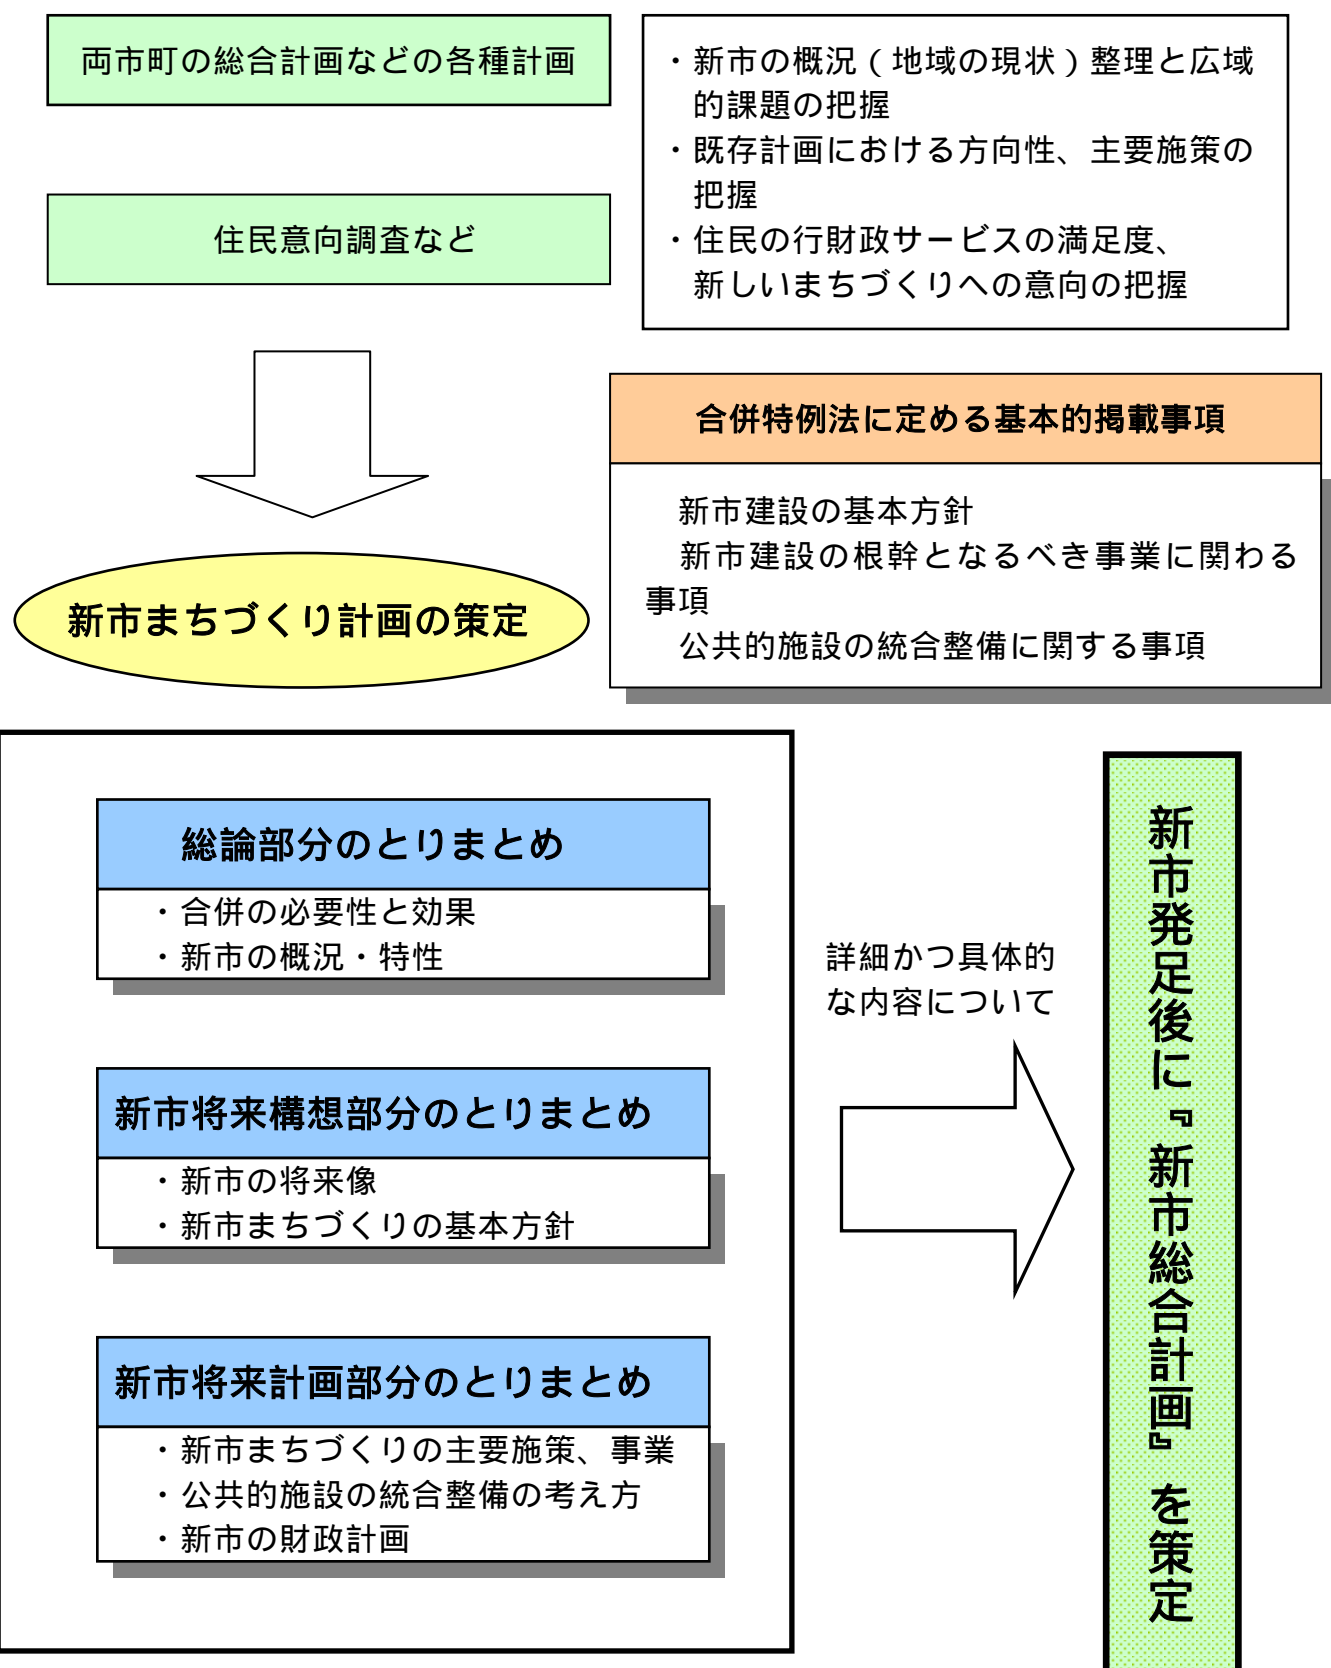 両市町の総合計画などの各種計画
住民意向調査など
・新市の概況（地域の現状）整理と広域
的課題の把握
・既存計画における方向性、主要施策の
把握
・住民の行財政サービスの満足度、
新しいまちづくりへの意向の把握
合併特例法に定める基本的掲載事項
新市建設の基本方針
新市建設の根幹となるべき事業に関わる
事項
公共的施設の統合整備に関する事項
新市まちづくり計画の策定
総論部分のとりまとめ
・合併の必要性と効果
・新市の概況・特性
新市将来構想部分のとりまとめ
・新市の将来像
・新市まちづくりの基本方針
新市将来計画部分のとりまとめ
・新市まちづくりの主要施策、事業
・公共的施設の統合整備の考え方
・新市の財政計画
詳細かつ具体的
な内容について
新市発足後に『新市総合計画』を策定